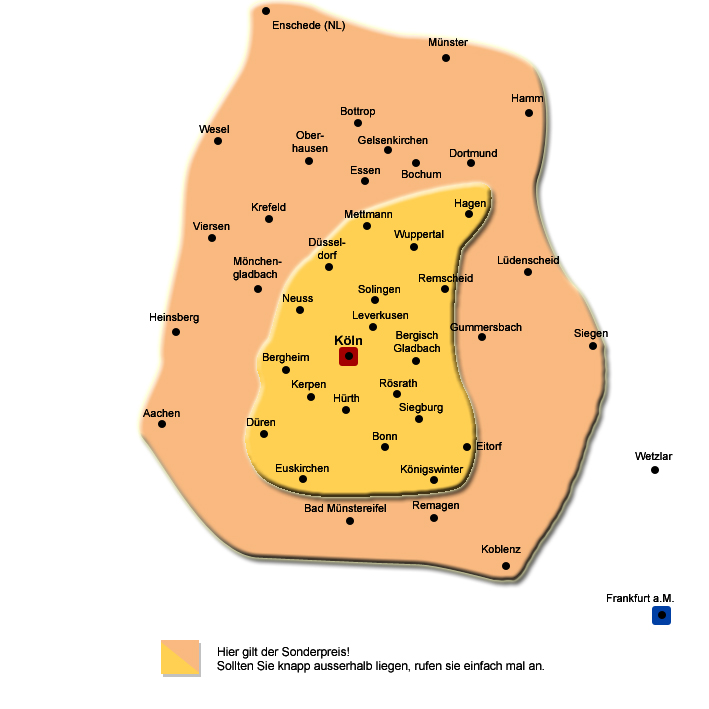 Enschede (NL)
Münster
Hamm
Bottrop
Wesel
Ober-
hausen
Gelsenkirchen
Dortmund
Essen
Bochum
Hagen
Krefeld
Mettmann
Viersen
Wuppertal
Düssel-
dorf
Mönchen-
gladbach
Lüdenscheid
Remscheid
Solingen
Neuss
Heinsberg
Leverkusen
Gummersbach
Siegen
Köln
Bergisch
Gladbach
Bergheim
Kerpen
Rösrath
Hürth
Siegburg
Aachen
Düren
Bonn
Eitorf
Wetzlar
Euskirchen
Königswinter
Bad Münstereifel
Remagen
Koblenz
Frankfurt a.M.
Hier gilt der Sonderpreis!
Sollten Sie knapp ausserhalb liegen, rufen sie einfach mal an.